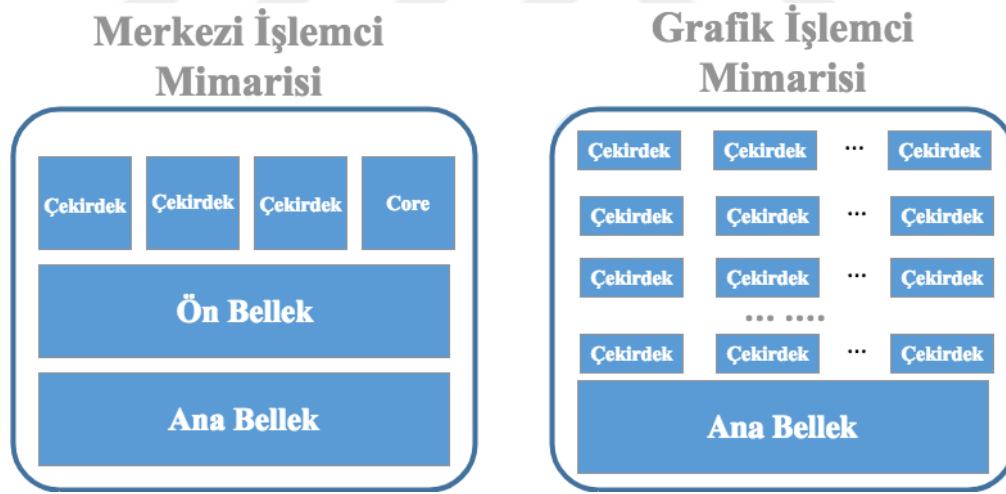 Merkezi İşlemci
Mimarisi
Çekirdek Çekirdek Çekirdek Core
Ön Bellek
Ana Bellek
Grafik İşlemci
Mimarisi
Çekirdek Çekirdek ... Çekirdek
Çekirdek Çekirdek ... Çekirdek
Çekirdek Çekirdek ... Çekirdek
... ....
Çekirdek Çekirdek ... Çekirdek
Ana Bellek